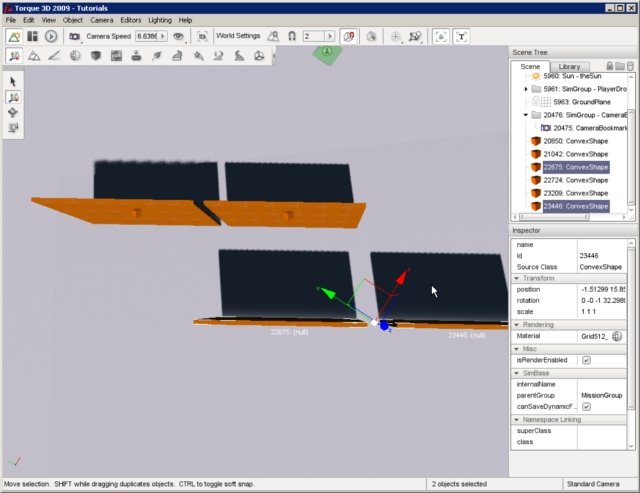 Torque 3D 2009 - Tutorials
File Edit View Object Camera Editors Lighting Help
Camera Speed 6.6386 World Settings 2
Scene Tree
Scene Library
5960: Sun - theSun
5961: SimGroup - PlayerDro
5963: GroundPlane
20476: SimGroup - CameraB
20475: CameraBookmark
20850: ConvexShape
21042: ConvexShape
22675: ConvexShape
22724: ConvexShape
23209: ConvexShape
23446: ConvexShape
Inspector
name
Id 23446
Source Class ConvexShape
Transform
position -1.51299 15.85
rotation 0 -0 -1 32.2985
scale 1 1 1
Rendering
Material Grid512_
Misc
isRenderEnabled
SimBase
internalName
parentGroup MissionGroup
canSaveDynamicF...
Namespace Linking
superClass
class
22675: (null)
23446: (null)
Move selection. SHIFT while dragging duplicates objects. CTRL to toggle soft snap. 2 objects selected Standard Camera